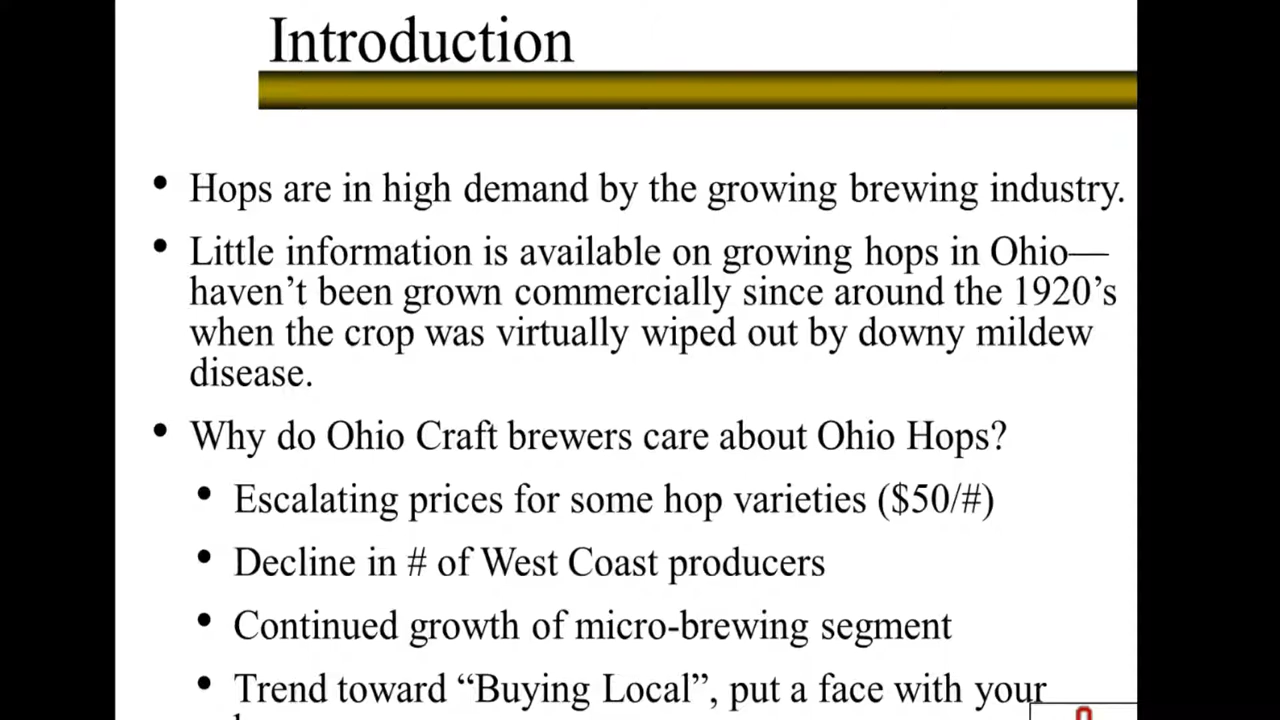 Introduction
• Hops are in high demand by the growing brewing industry.
• Little information is available on growing hops in Ohio—
haven’t been grown commercially since around the 1920’s
when the crop was virtually wiped out by downy mildew
disease.
• Why do Ohio Craft brewers care about Ohio Hops?
• Escalating prices for some hop varieties ($50/#)
• Decline in # of West Coast producers
• Continued growth of micro-brewing segment
• Trend toward “Buying Local”, put a face with your